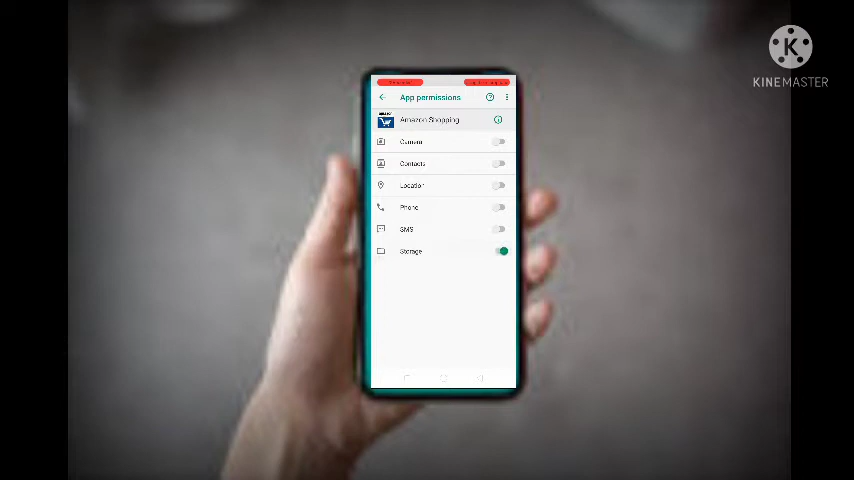 KINEMASTER
App permissions
Amazon Shopping
Camera
Contacts
Location
Phone
SMS
Storage